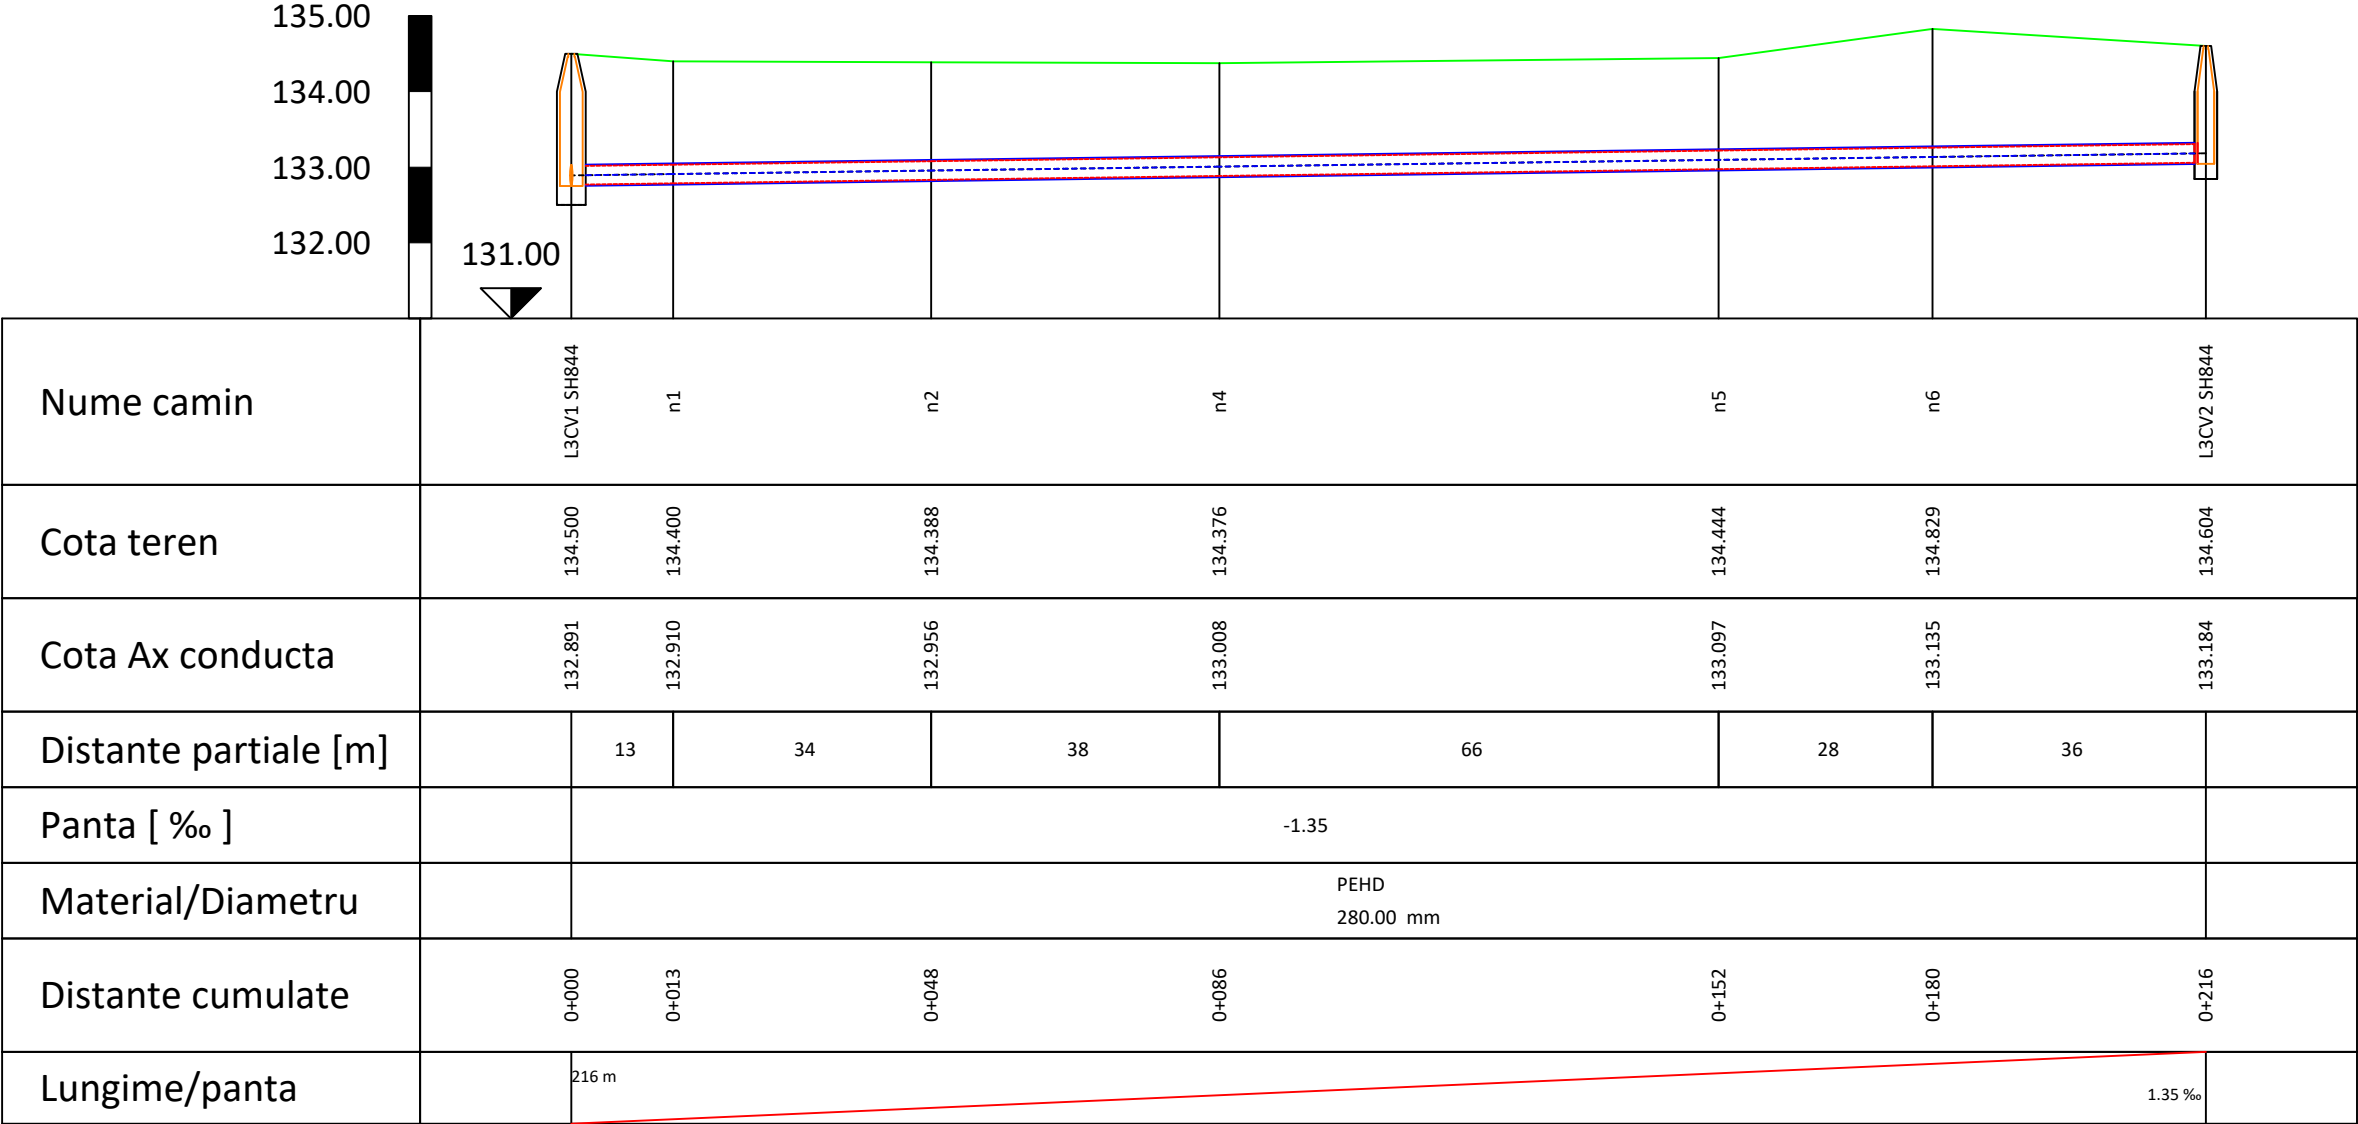 135.00
134.00
133.00
132.00
131.00
Nume camin
L3CV1 SH844
n1
n2
n4
n5
n6
L3CV2 SH844
Cota teren
134.500
134.400
134.388
134.376
134.444
134.829
134.604
Cota Ax conducta
132.891
132.910
132.956
133.008
133.097
133.135
133.184
Distante partiale [m]
13
34
38
66
28
36
Panta [ ‰ ]
-1.35
Material/Diametru
PEHD
280.00 mm
Distante cumulate
0+000
0+013
0+048
0+086
0+152
0+180
0+216
Lungime/panta
216 m
1.35 ‰